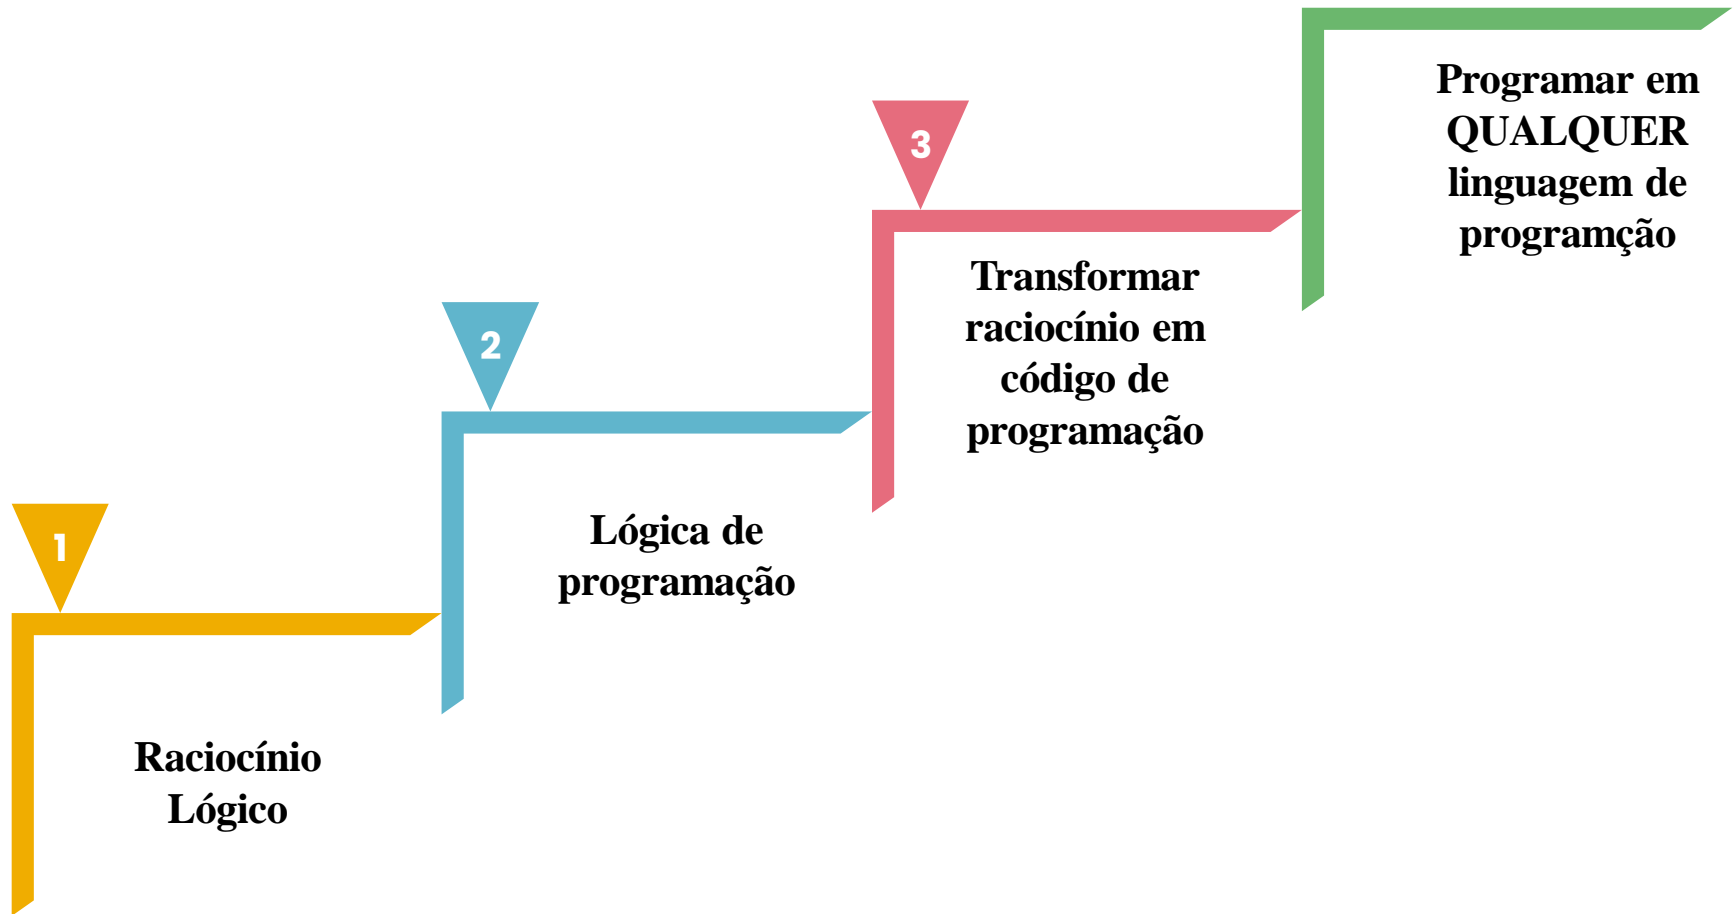 1
Raciocínio
Lógico
2
Lógica de
programação
3
Transformar
raciocínio em
código de
programação
Programar em
QUALQUER
linguagem de
programção